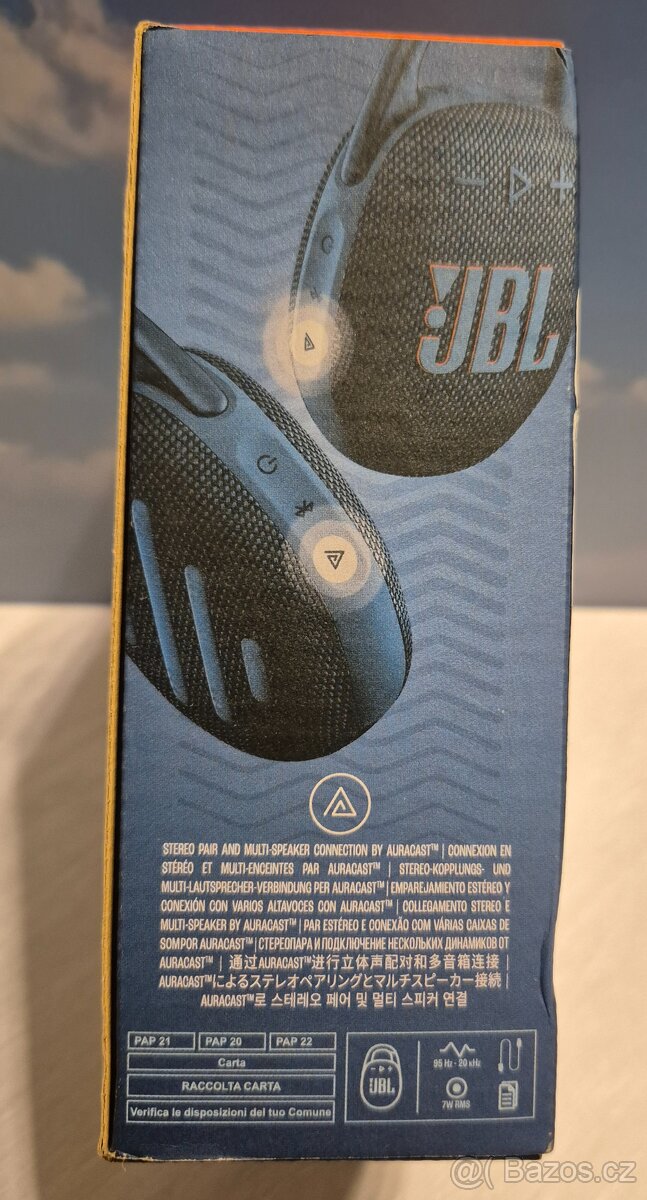 JBL
STEREO PAIR AND MULTI-SPEAKER CONNECTION BY AURACAST™ | CONNEXION EN
STÉRÉO ET MULTI-ENCEINTES PAR AURACAST™ | STEREO-KOPPLUNGS- UND
MULTI-LAUTSPRECHER-VERBINDUNG PER AURACAST™ | EMPAREJAMIENTO ESTÉREO Y
CONEXIÓN CON VARIOS ALTAVOCES CON AURACAST™ | COLLEGAMENTO STEREO E
MULTI-SPEAKER BY AURACAST™ | PAR ESTÉREO E CONEXÃO COM VÁRIAS CAIXAS DE
SOM POR AURACAST™ | СТЕРЕОПАРА И ПОДКЛЮЧЕНИЕ НЕСКОЛЬКИХ ДИНАМИКОВ ОТ
AURACAST™ | 通过AURACAST™进行立体声配对和多音箱连接 |
AURACAST™によるステレオペアリングとマルチスピーカー接続 |
AURACAST™로 스테레오 페어 및 멀티 스피커 연결
PAP 21 PAP 20 PAP 22
Carta
RACCOLTA CARTA
Verifica le disposizioni del tuo Comune
JBL
95 Hz - 20 kHz
7W RMS
@ Bazos.cz